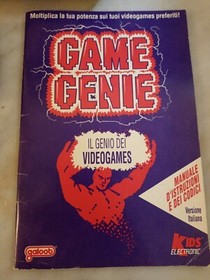 Moltiplica la tua potenza sui tuoi videogames preferiti!
GAME
GENIE
IL GENIO DEI
VIDEOGAMES
MANUALE
D'ISTRUZIONI
E DEI CODICI
Versione
Italiana
galoob
KIDS
ELECTRONIC